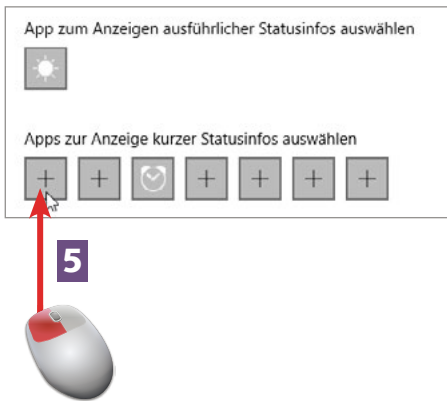 App zum Anzeigen ausführlicher Statusinfos auswählen
Apps zur Anzeige kurzer Statusinfos auswählen
5